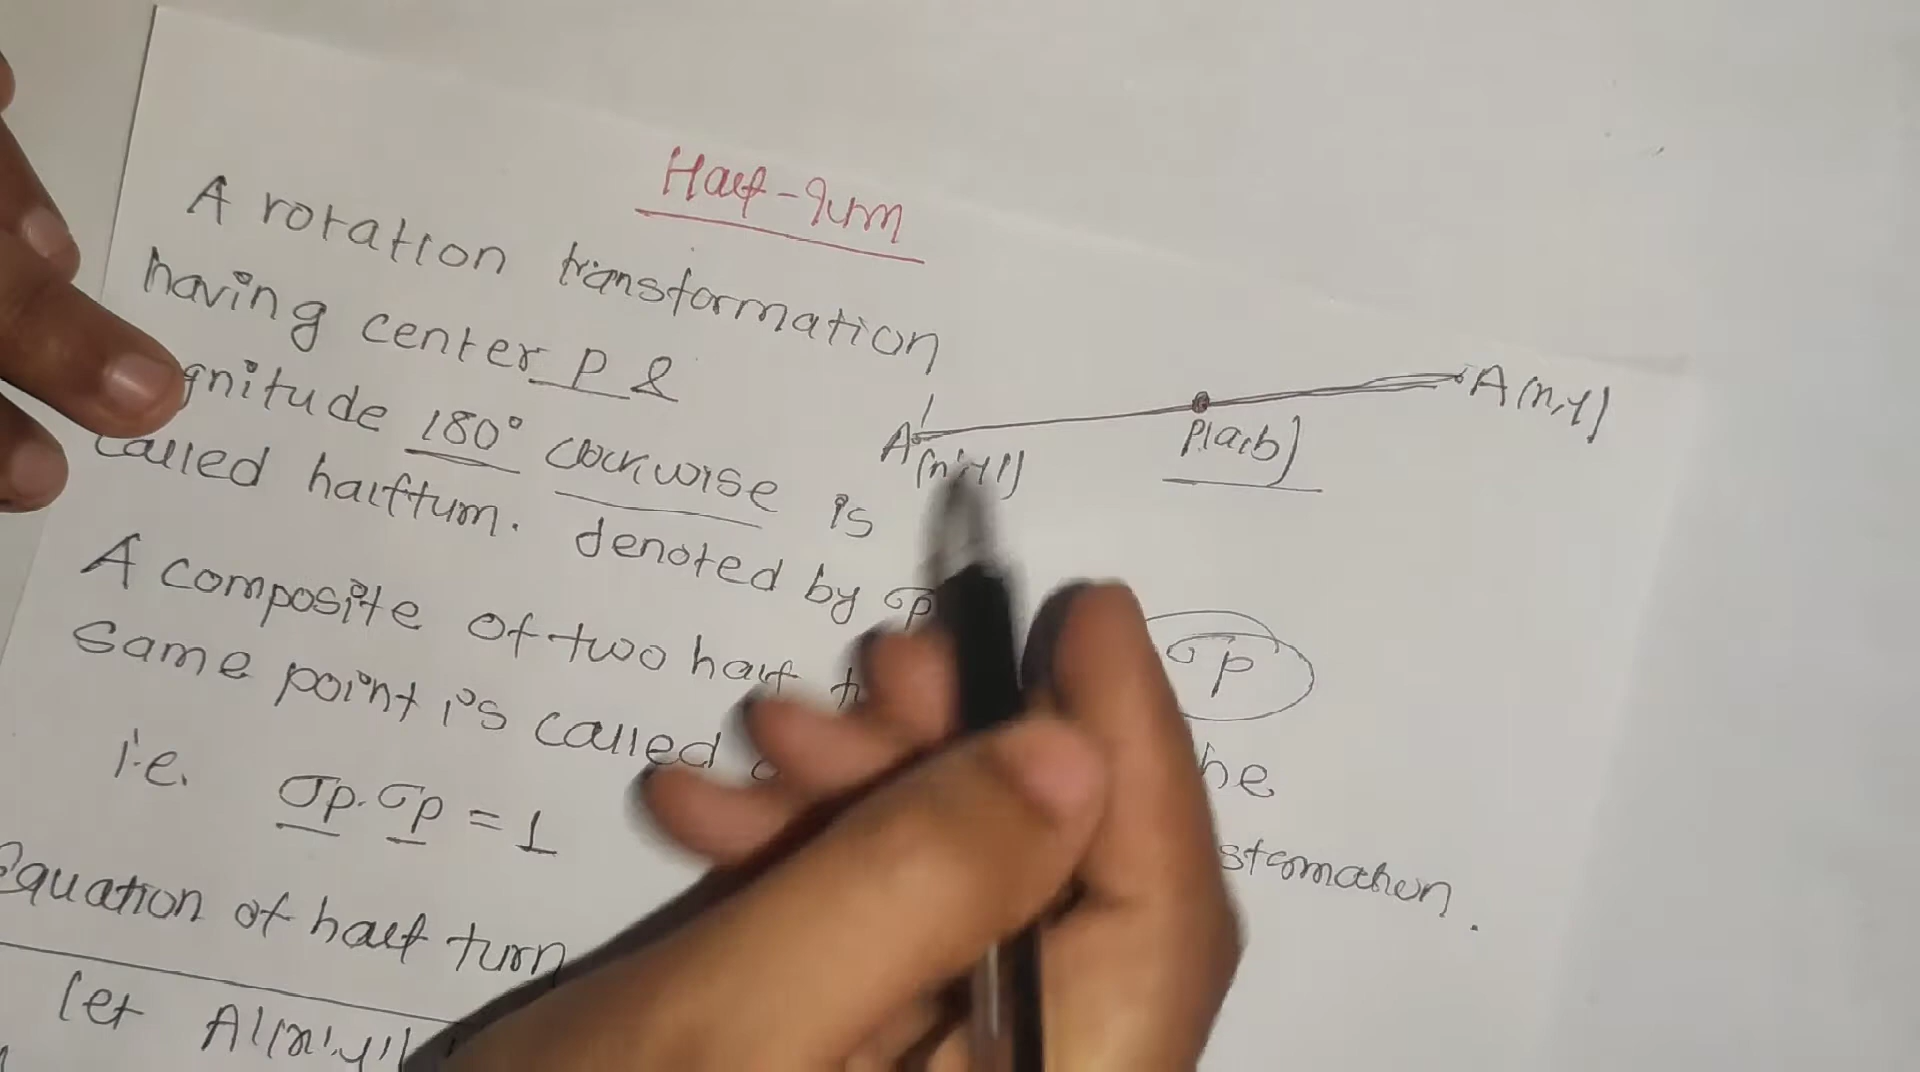 Half-Turn
A rotation transformation
having center P &
gnitude 180° clockwise is
called halfturn. denoted by σp
A composite of two half
same point is called
i.e. σp. σp = 1
he
stormation.
Equation of half turn
let A'(x',y')
A'
(x',y')
P(a,b)
A(x,y)
σp